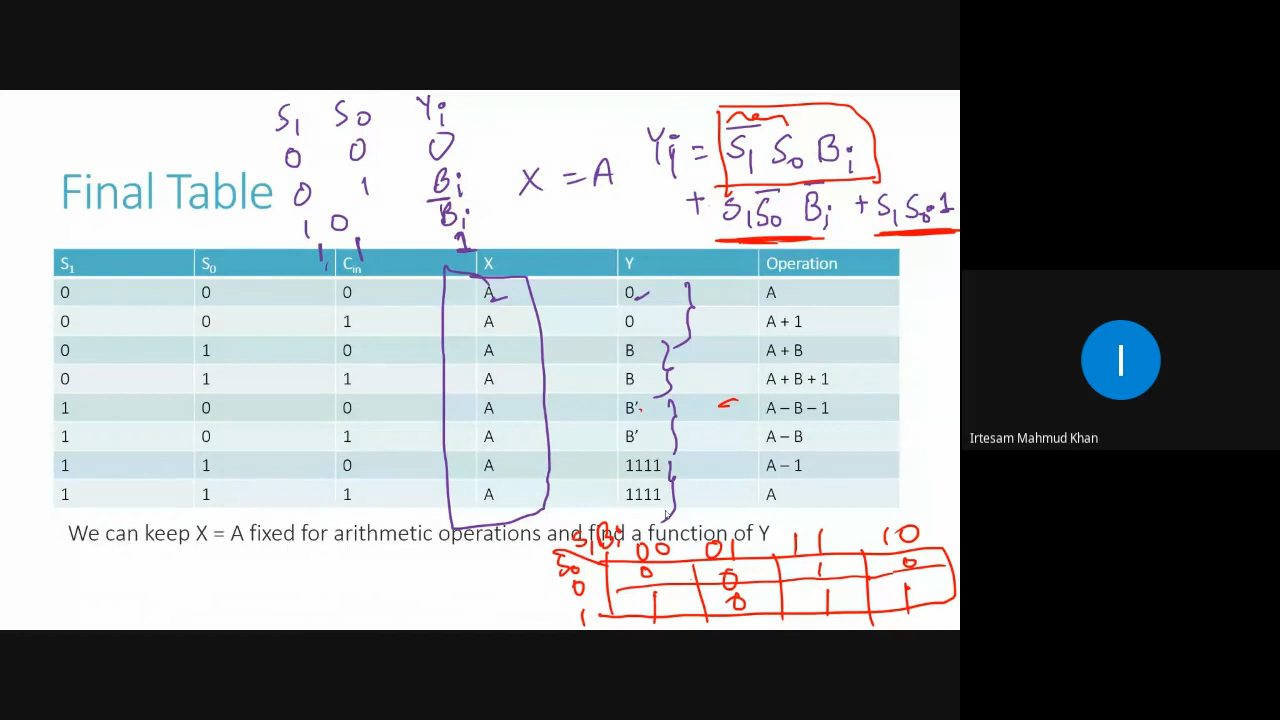 S₁ S₀ Yᵢ
0 0 0
0 1 Bᵢ
1 0 B̅ᵢ
1 1 1
X = A
Yᵢ = S̅₁ S₀ Bᵢ
+ S₁ S̅₀ B̅ᵢ + S₁ S₀.1
Final Table
S₁ S₀ Cᵢₙ X Y Operation
0 0 0 A 0 A
0 0 1 A 0 A + 1
0 1 0 A B A + B
0 1 1 A B A + B + 1
1 0 0 A B’ A – B – 1
1 0 1 A B’ A – B
1 1 0 A 1111 A – 1
1 1 1 A 1111 A
We can keep X = A fixed for arithmetic operations and find a function of Y
S₁Bᵢ 00 01 11 10
S₀
0 0 0 1 0
1 1 0 1 1
I
Irtesam Mahmud Khan